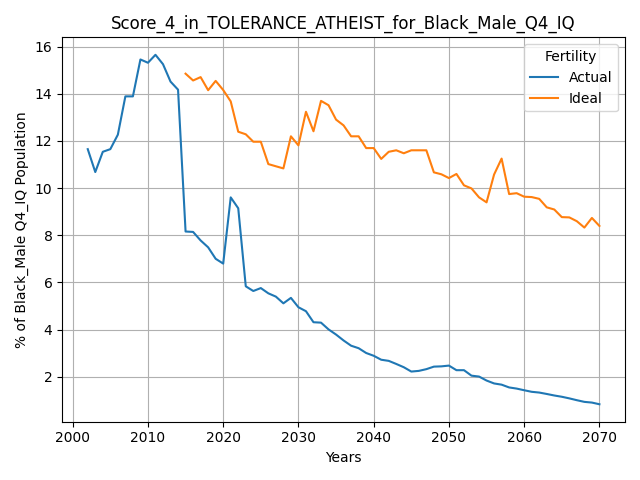 Score_4_in_TOLERANCE_ATHEIST_for_Black_Male_Q4_IQ
% of Black_Male Q4_IQ Population
16
14
12
10
8
6
4
2
Fertility
Actual
Ideal
2000 2010 2020 2030 2040 2050 2060 2070
Years